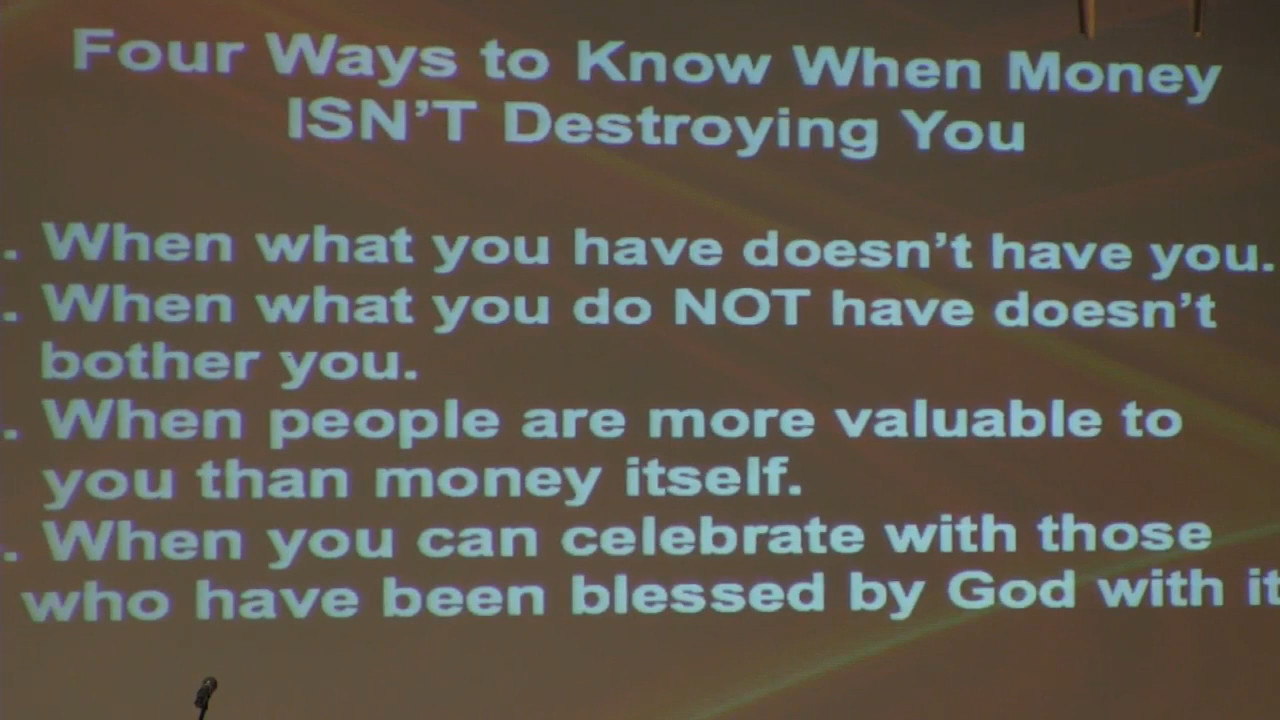 Four Ways to Know When Money
ISN'T Destroying You
. When what you have doesn't have you.
. When what you do NOT have doesn't
bother you.
. When people are more valuable to
you than money itself.
. When you can celebrate with those
who have been blessed by God with it